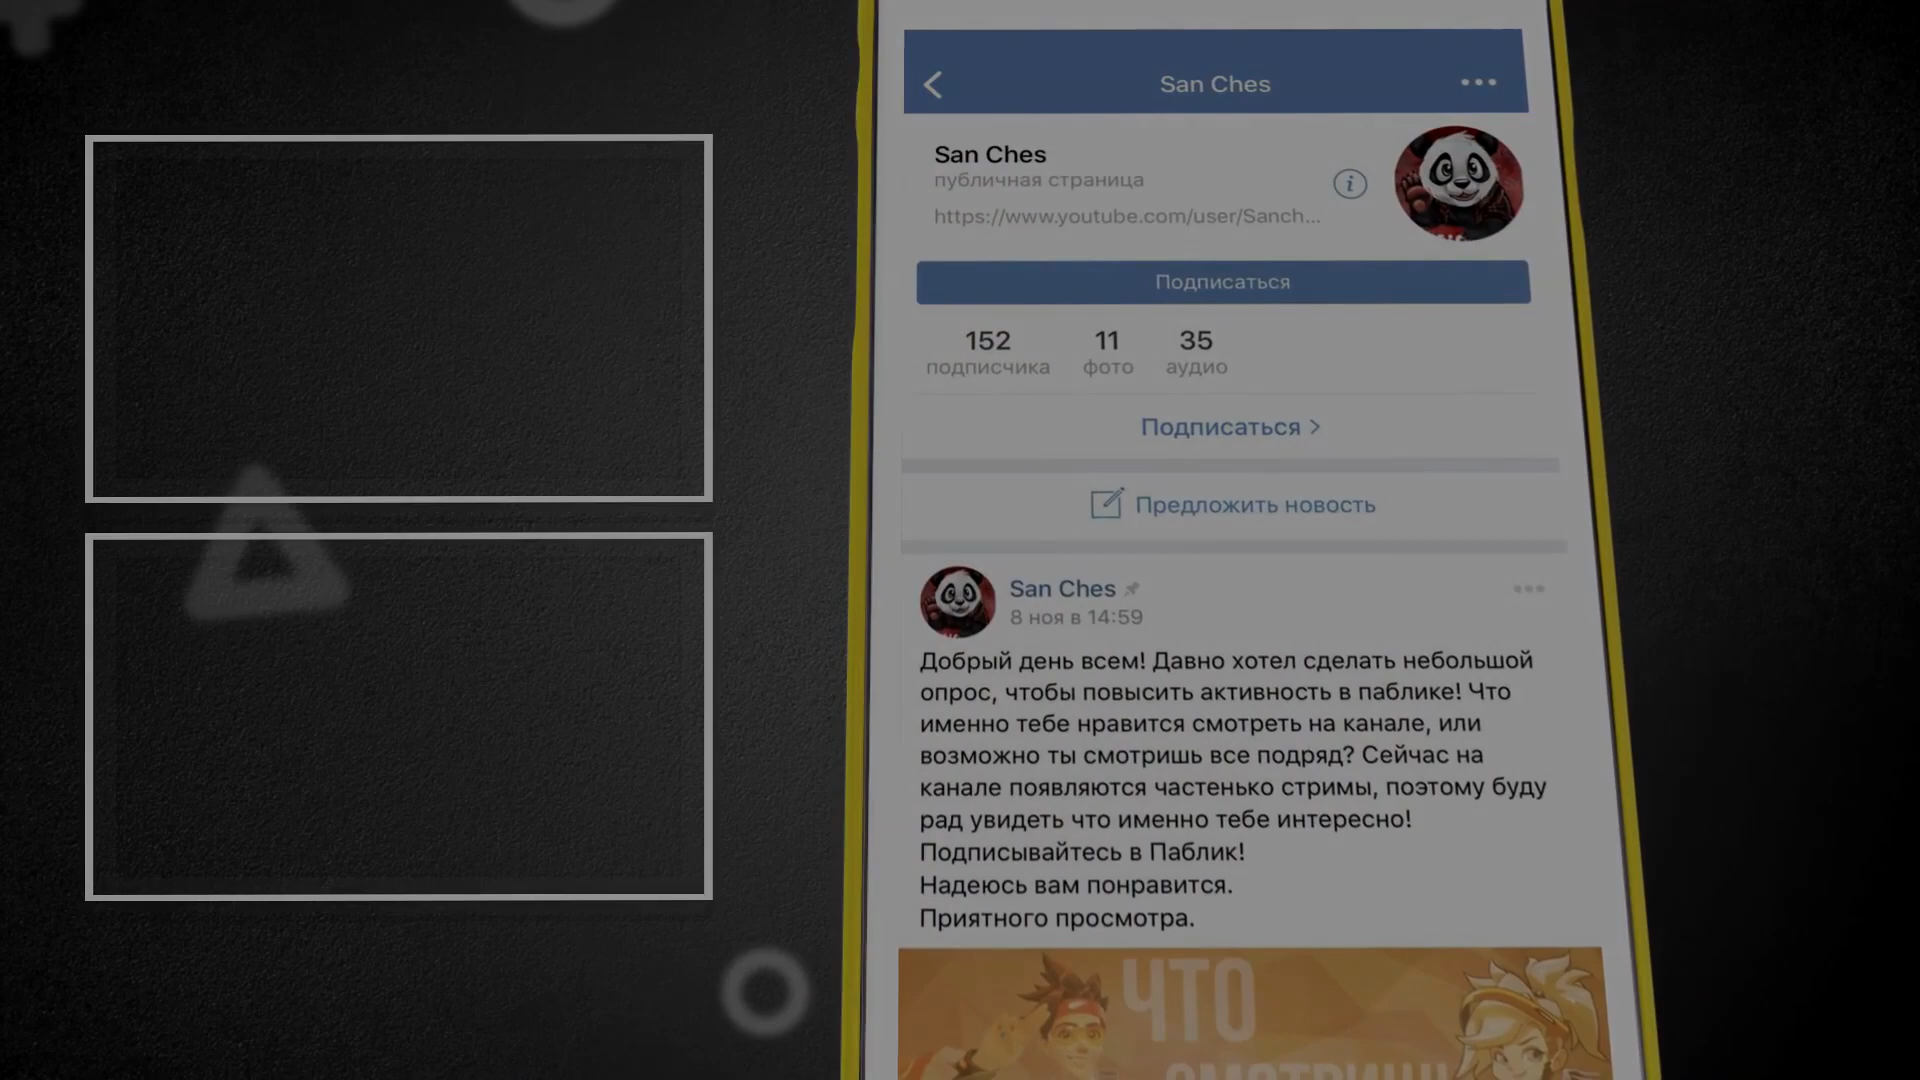 San Ches
San Ches
публичная страница
https://www.youtube.com/user/Sanch...
Подписаться
152 11 35
подписчика фото аудио
Подписаться
Предложить новость
San Ches
8 ноя в 14:59
Добрый день всем! Давно хотел сделать небольшой
опрос, чтобы повысить активность в паблике! Что
именно тебе нравится смотреть на канале, или
возможно ты смотришь все подряд? Сейчас на
канале появляются частенько стримы, поэтому буду
рад увидеть что именно тебе интересно!
Подписывайтесь в Паблик!
Надеюсь вам понравится.
Приятного просмотра.
ЧТО